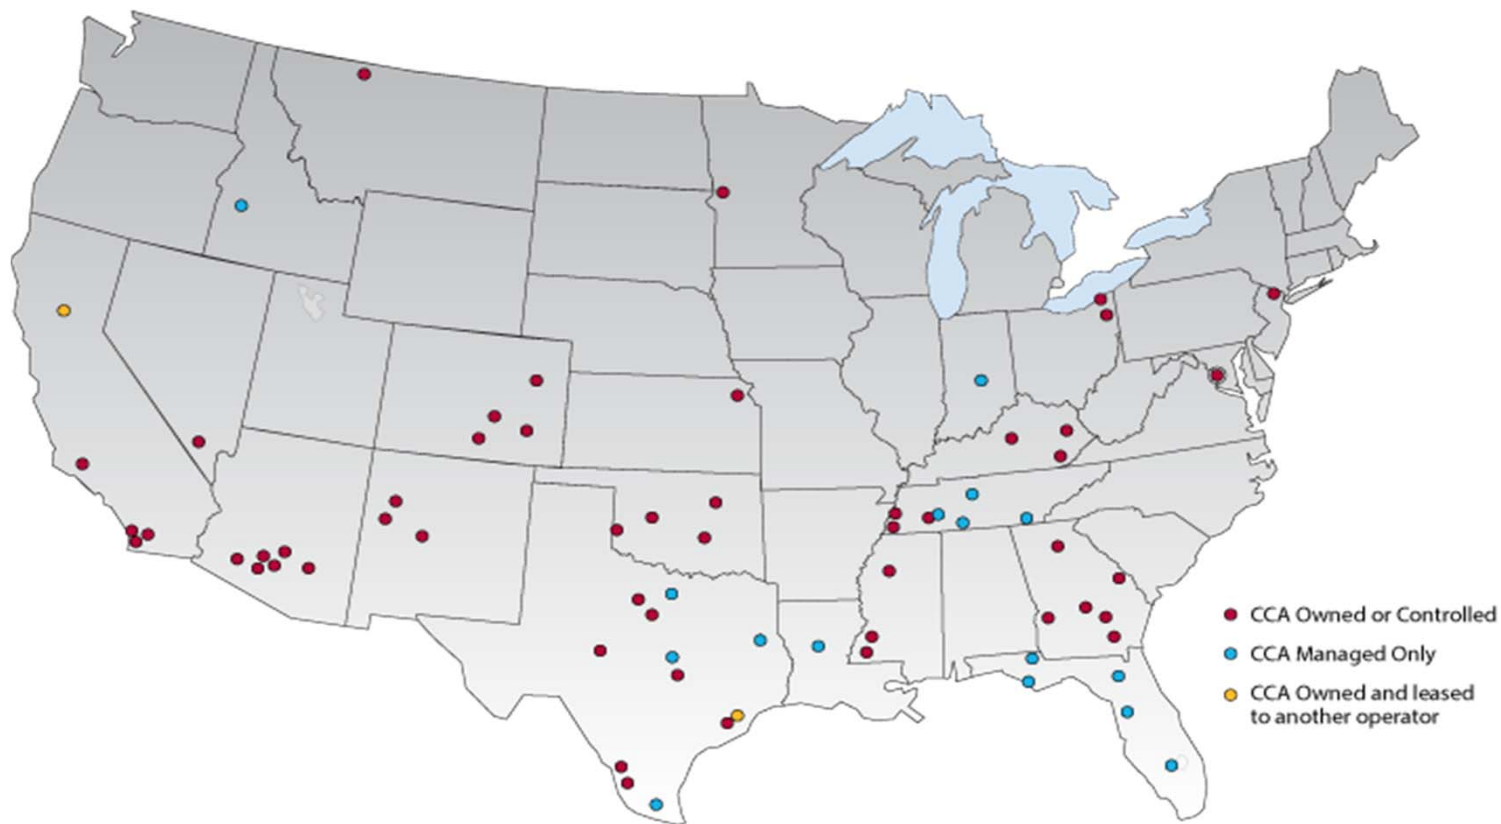 CCA Owned or Controlled
CCA Managed Only
CCA Owned and leased
to another operator